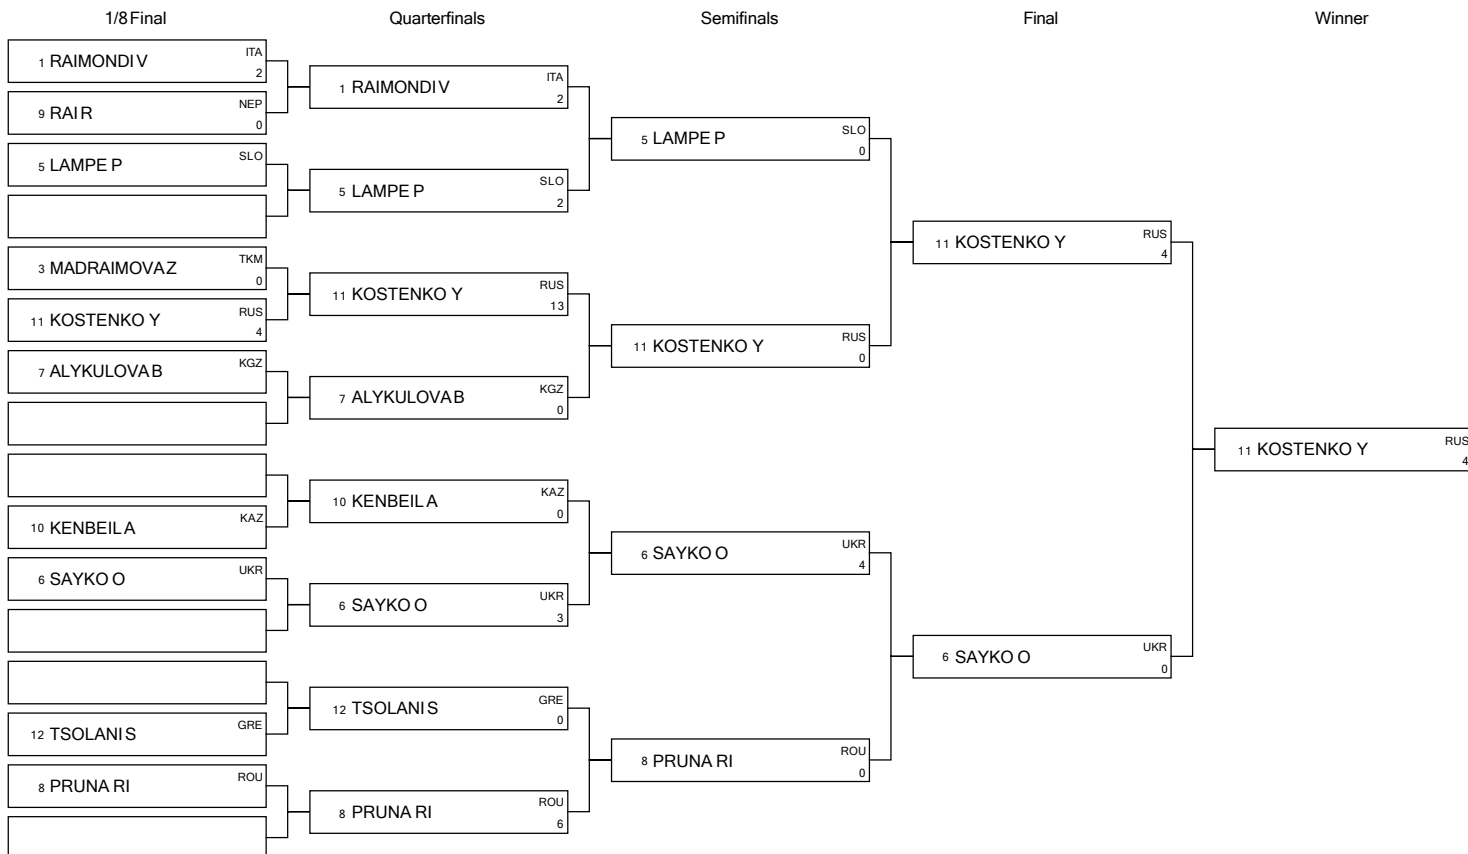 1/8 Final Quarterfinals Semifinals Final Winner
1 RAIMONDI V ITA 2
9 RAI R NEP 0
5 LAMPE P SLO
3 MADRAIMOVA Z TKM 0
11 KOSTENKO Y RUS 4
7 ALYKULOVA B KGZ
10 KENBEIL A KAZ
6 SAYKO O UKR
12 TSOLANI S GRE
8 PRUNA RI ROU
1 RAIMONDI V ITA 2
5 LAMPE P SLO 2
11 KOSTENKO Y RUS 13
7 ALYKULOVA B KGZ 0
10 KENBEIL A KAZ 0
6 SAYKO O UKR 3
12 TSOLANI S GRE 0
8 PRUNA RI ROU 6
5 LAMPE P SLO 0
11 KOSTENKO Y RUS 0
6 SAYKO O UKR 4
8 PRUNA RI ROU 0
11 KOSTENKO Y RUS 4
6 SAYKO O UKR 0
11 KOSTENKO Y RUS 4